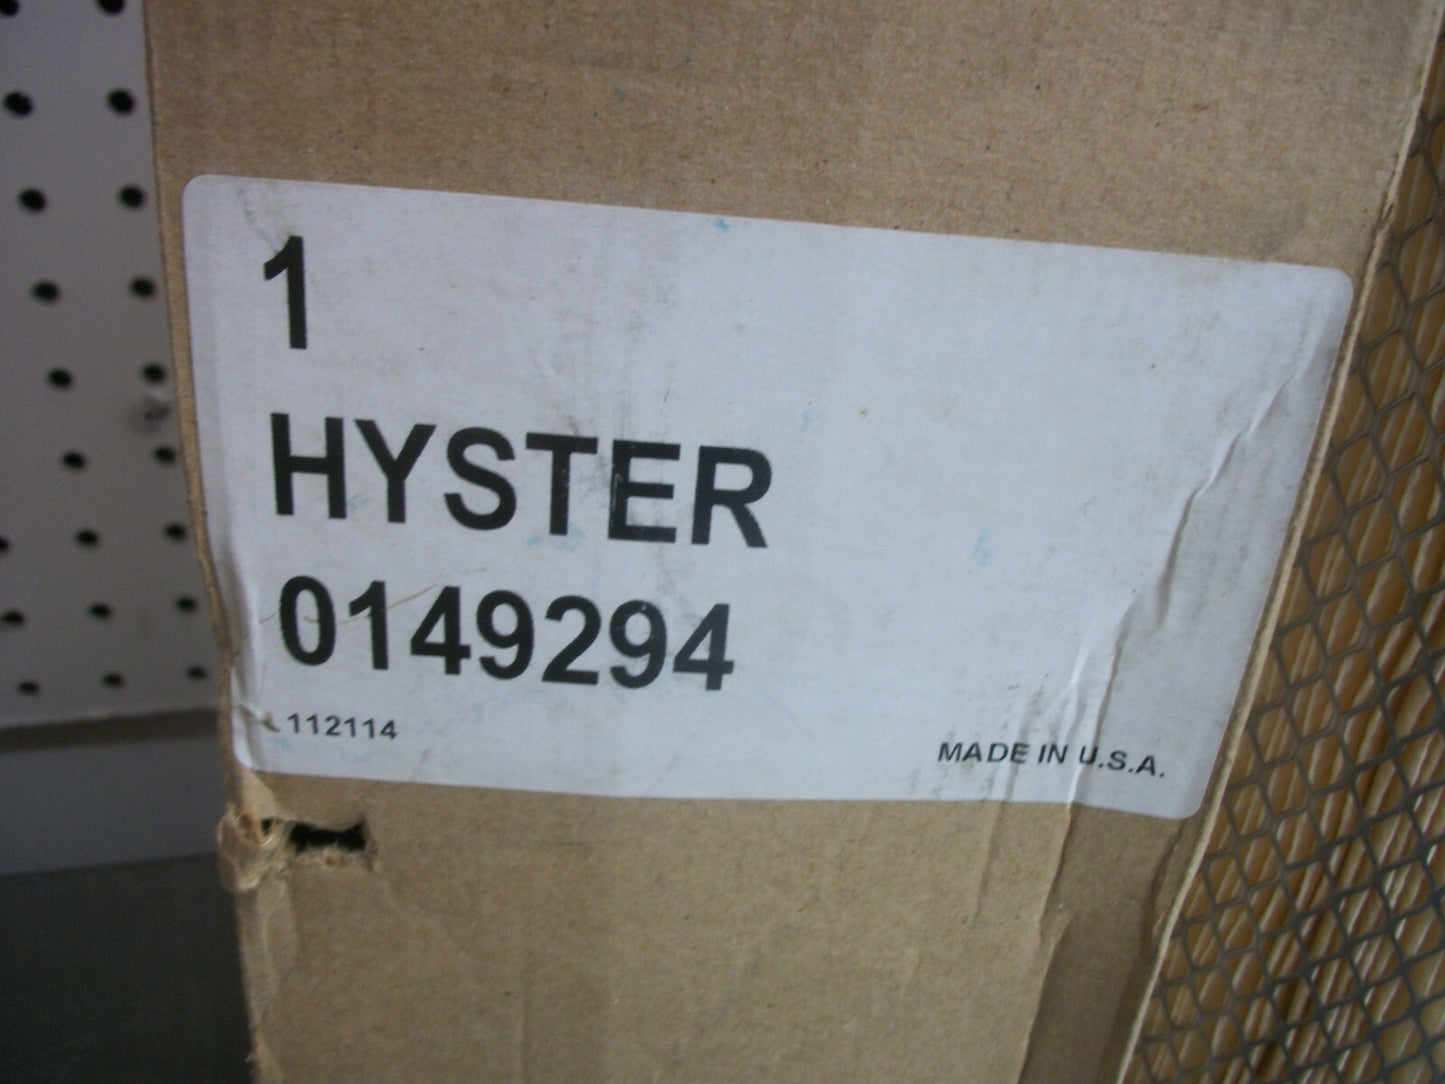 1
HYSTER
0149294
112114
MADE IN U.S.A.